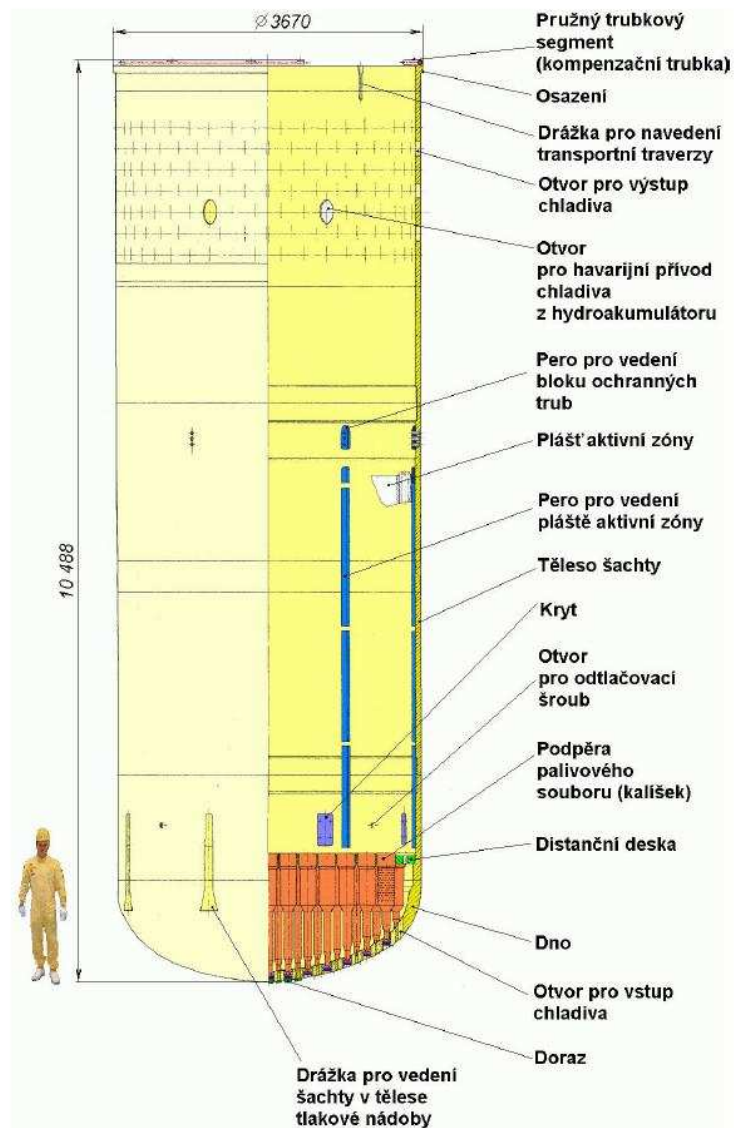 ⌀ 3670
10 488
Pružný trubkový
segment
(kompenzační trubka)
Osazení
Drážka pro navedení
transportní traverzy
Otvor pro výstup
chladiva
Otvor
pro havarijní přívod
chladiva
z hydroakumulátoru
Pero pro vedení
bloku ochranných
trub
Plášť aktivní zóny
Pero pro vedení
pláště aktivní zóny
Těleso šachty
Kryt
Otvor
pro odtlačovací
šroub
Podpěra
palivového
souboru (kalíšek)
Distanční deska
Dno
Otvor pro vstup
chladiva
Doraz
Drážka pro vedení
šachty v tělese
tlakové nádoby